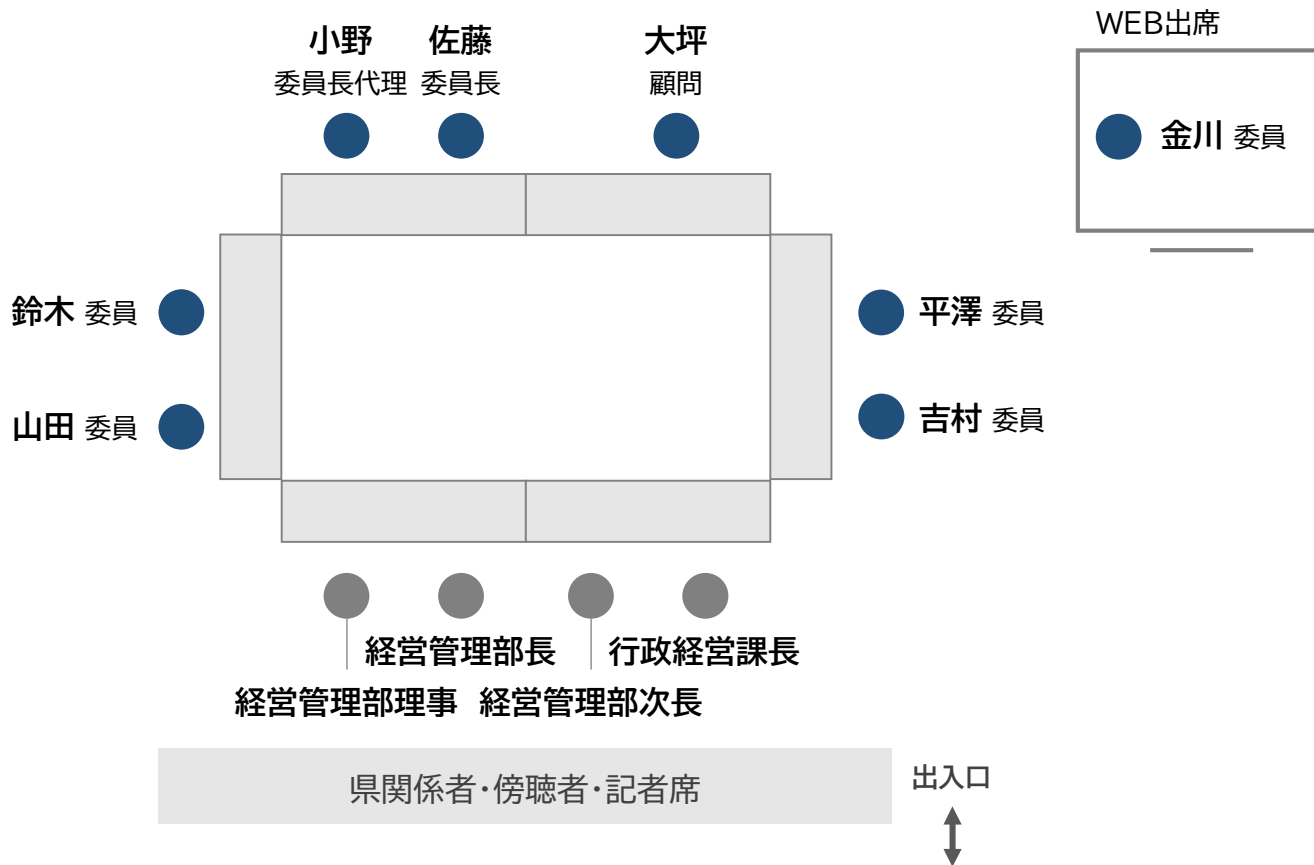 WEB出席
小野 佐藤 大坪
委員長代理 委員長 顧問
金川 委員
鈴木 委員
平澤 委員
山田 委員
吉村 委員
経営管理部長 行政経営課長
経営管理部理事 経営管理部次長
県関係者・傍聴者・記者席
出入口